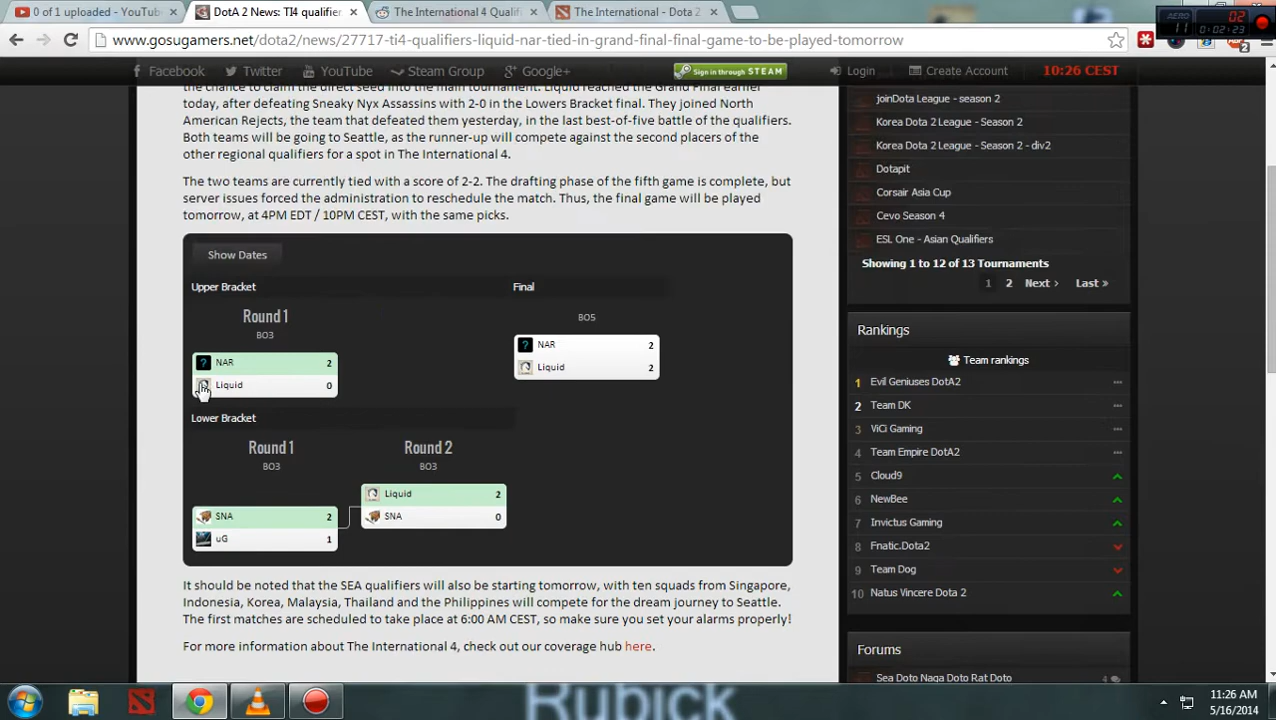 0 of 1 uploaded - YouTub
DotA 2 News: TI4 qualifier
The International 4 Qualifi
The International - Dota 2
AERO
11
02
0:02:23
www.gosugamers.net/dota2/news/27717-ti4-qualif
in-grand-final-final-game-to-be-played-tomorrow
2
Facebook
Twitter
YouTube
Steam Group
Google+
Sign in through STEAM
Login
Create Account
10:26 CEST
the chance to claim the direct seed into the main tournament. Liquid reached the Grand Final earlier
today, after defeating Sneaky Nyx Assassins with 2-0 in the Lowers Bracket final. They joined North
American Rejects, the team that defeated them yesterday, in the last best-of-five battle of the qualifiers.
Both teams will be going to Seattle, as the runner-up will compete against the second placers of the
other regional qualifiers for a spot in The International 4.
The two teams are currently tied with a score of 2-2. The drafting phase of the fifth game is complete, but
server issues forced the administration to reschedule the match. Thus, the final game will be played
tomorrow, at 4PM EDT / 10PM CEST, with the same picks.
Show Dates
Upper Bracket
Final
Round 1
BO3
BO5
NAR 2
Liquid 0
NAR 2
Liquid 2
Lower Bracket
Round 1
BO3
Round 2
BO3
Liquid 2
SNA 0
SNA 2
uG 1
It should be noted that the SEA qualifiers will also be starting tomorrow, with ten squads from Singapore,
Indonesia, Korea, Malaysia, Thailand and the Philippines will compete for the dream journey to Seattle.
The first matches are scheduled to take place at 6:00 AM CEST, so make sure you set your alarms properly!
For more information about The International 4, check out our coverage hub here.
joinDota League - season 2
Korea Dota 2 League - Season 2
Korea Dota 2 League - Season 2 - div2
Dotapit
Corsair Asia Cup
Cevo Season 4
ESL One - Asian Qualifiers
Showing 1 to 12 of 13 Tournaments
1 2 Next › Last »
Rankings
Team rankings
1 Evil Geniuses DotA2
2 Team DK
3 ViCi Gaming
4 Team Empire DotA2
5 Cloud9
6 NewBee
7 Invictus Gaming
8 Fnatic.Dota2
9 Team Dog
10 Natus Vincere Dota 2
Forums
Sea Doto Naga Doto Rat Doto 4
11:26 AM
5/16/2014